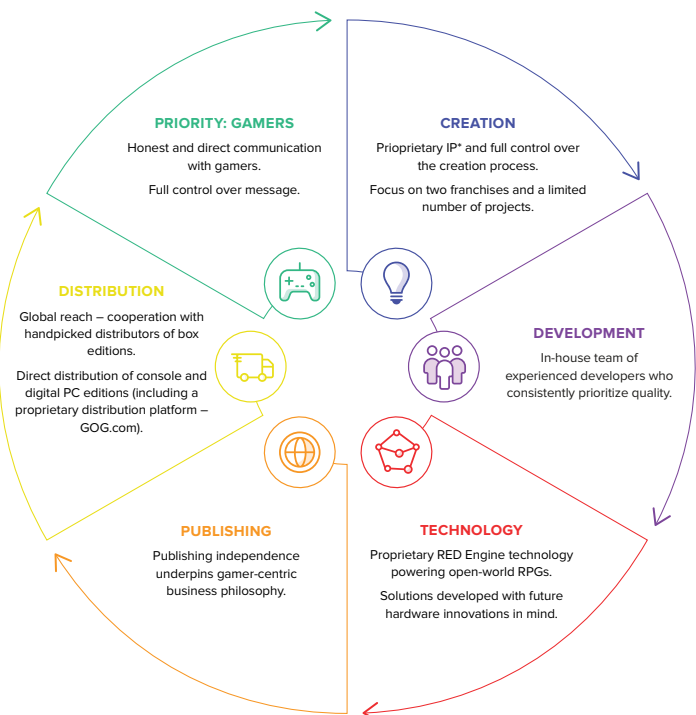 PRIORITY: GAMERS
Honest and direct communication
with gamers.
Full control over message.
CREATION
Prioprietary IP* and full control over
the creation process.
Focus on two franchises and a limited
number of projects.
DEVELOPMENT
In-house team of
experienced developers who
consistently prioritize quality.
TECHNOLOGY
Proprietary RED Engine technology
powering open-world RPGs.
Solutions developed with future
hardware innovations in mind.
PUBLISHING
Publishing independence
underpins gamer-centric
business philosophy.
DISTRIBUTION
Global reach – cooperation with
handpicked distributors of box
editions.
Direct distribution of console and
digital PC editions (including a
proprietary distribution platform –
GOG.com).